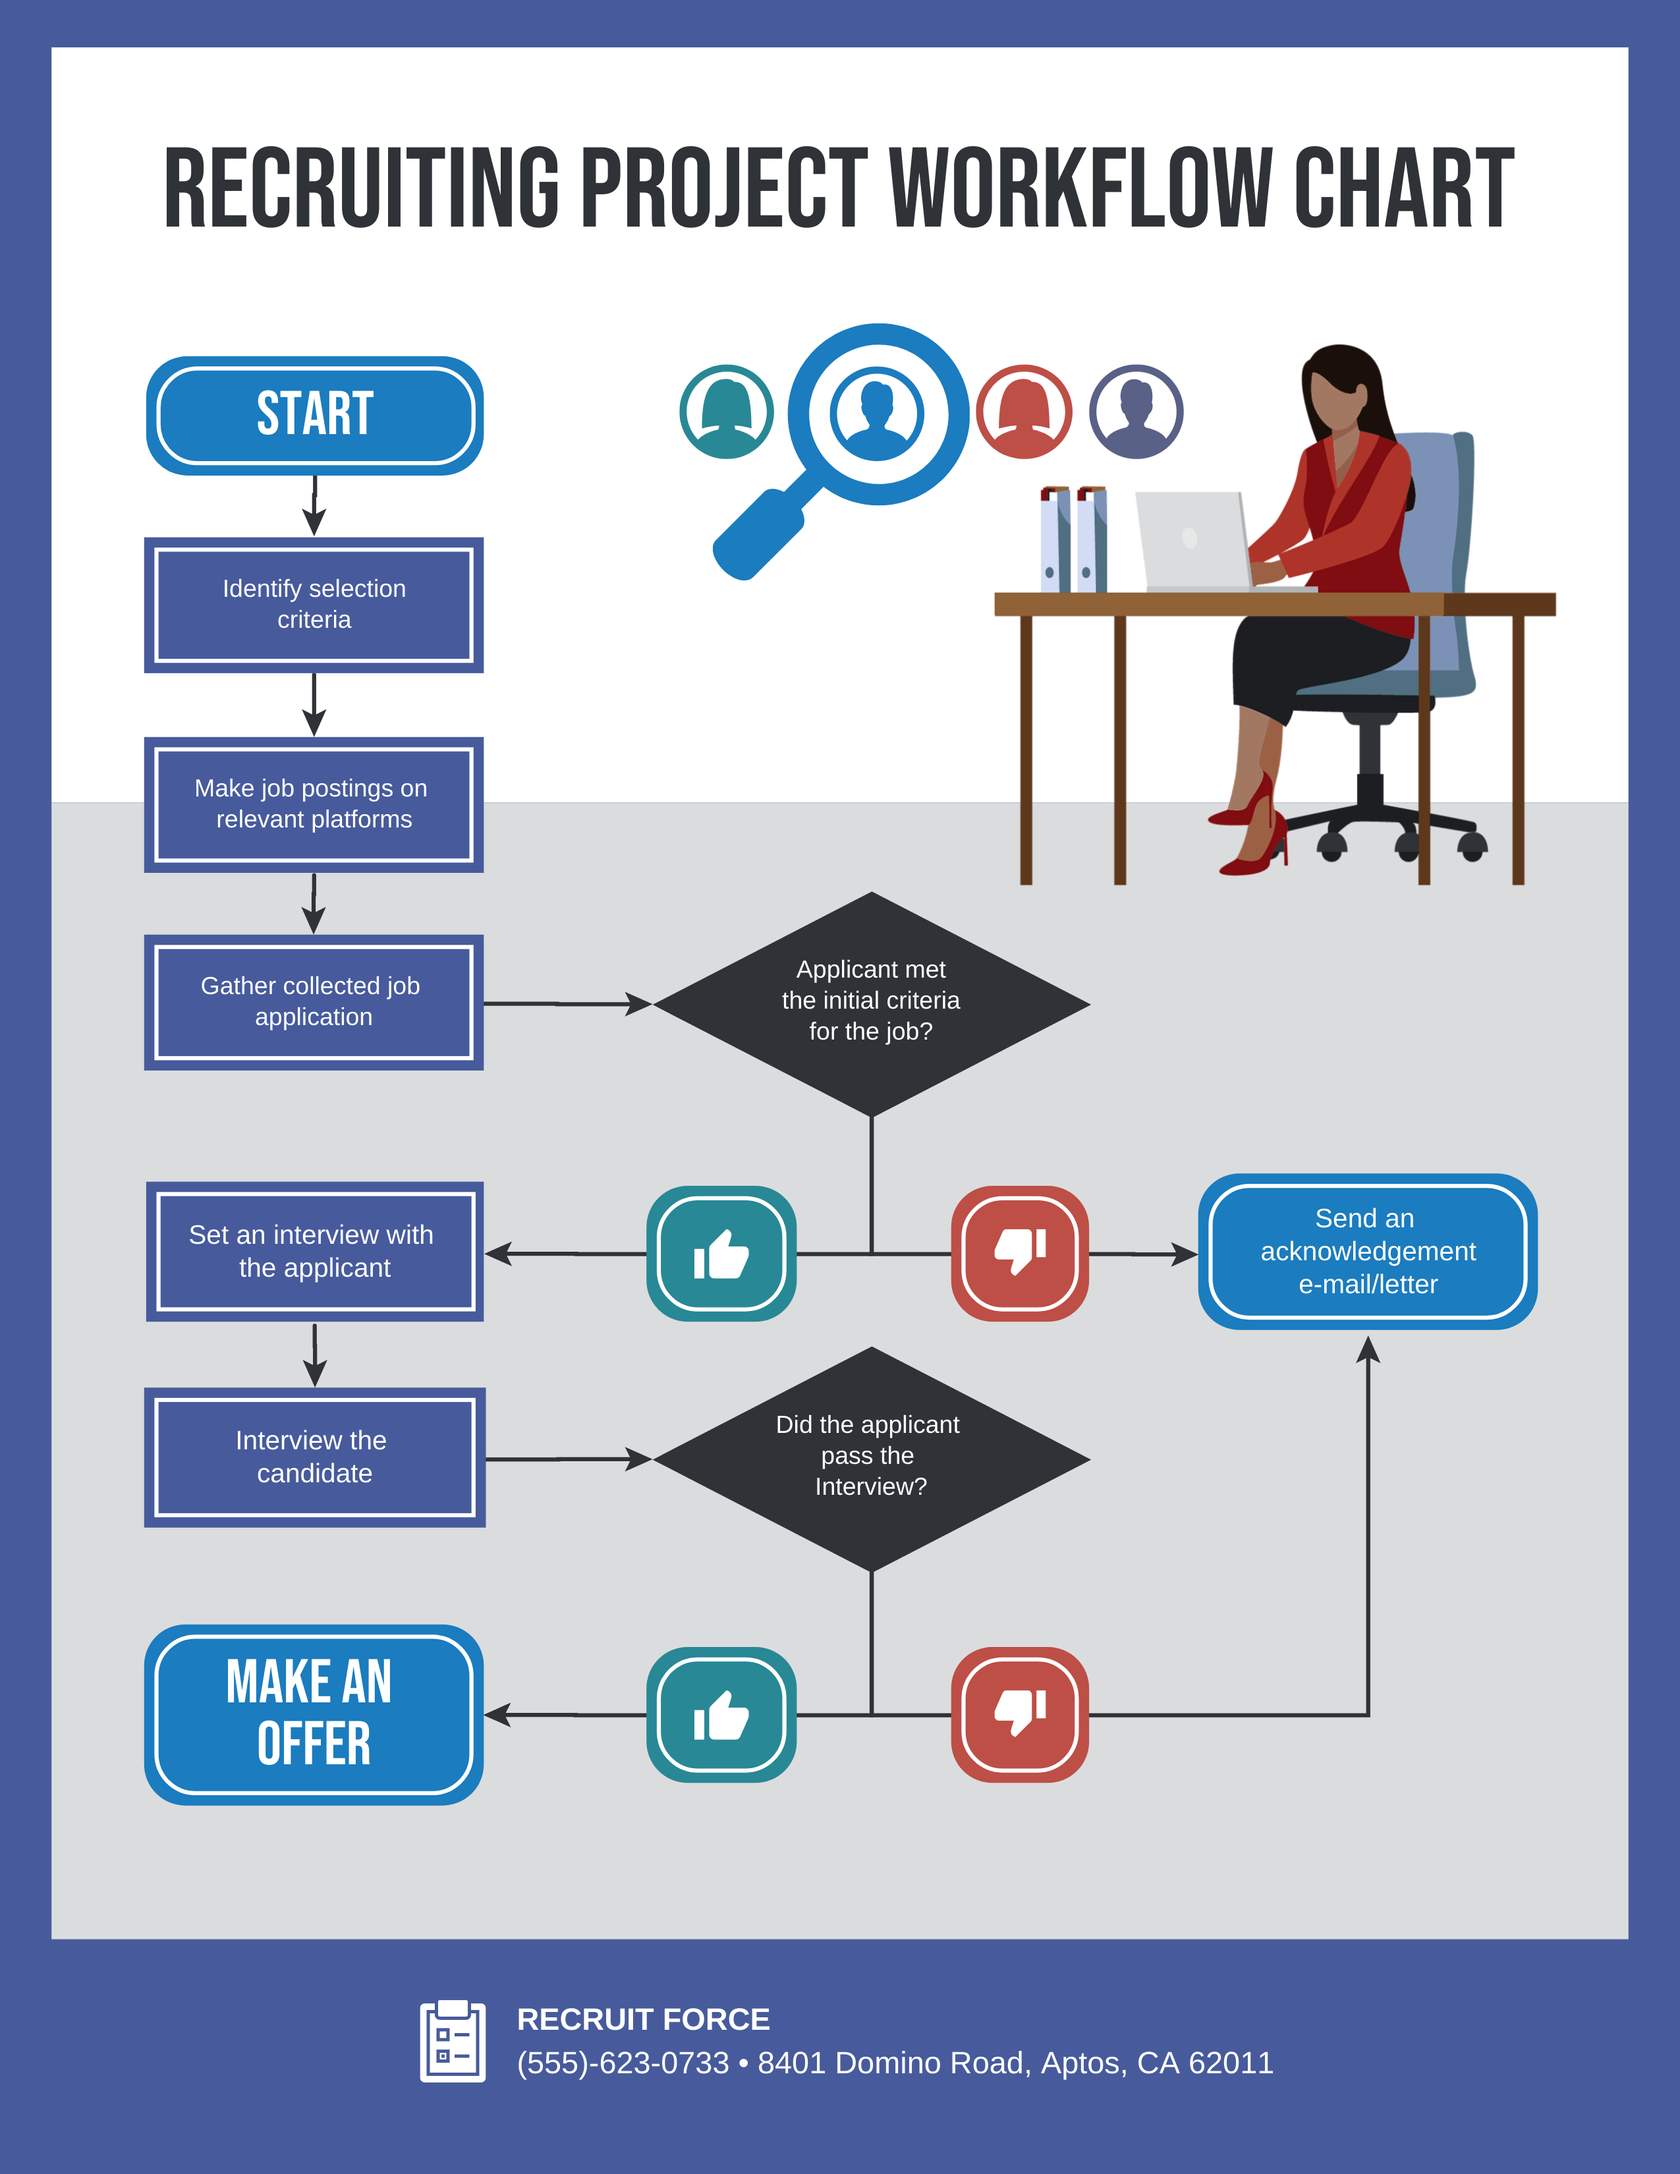 RECRUITING PROJECT WORKFLOW CHART
START
Identify selection
criteria
Make job postings on
relevant platforms
Gather collected job
application
Applicant met
the initial criteria
for the job?
Set an interview with
the applicant
Send an
acknowledgement
e-mail/letter
Interview the
candidate
Did the applicant
pass the
Interview?
MAKE AN
OFFER
RECRUIT FORCE
(555)-623-0733 • 8401 Domino Road, Aptos, CA 62011